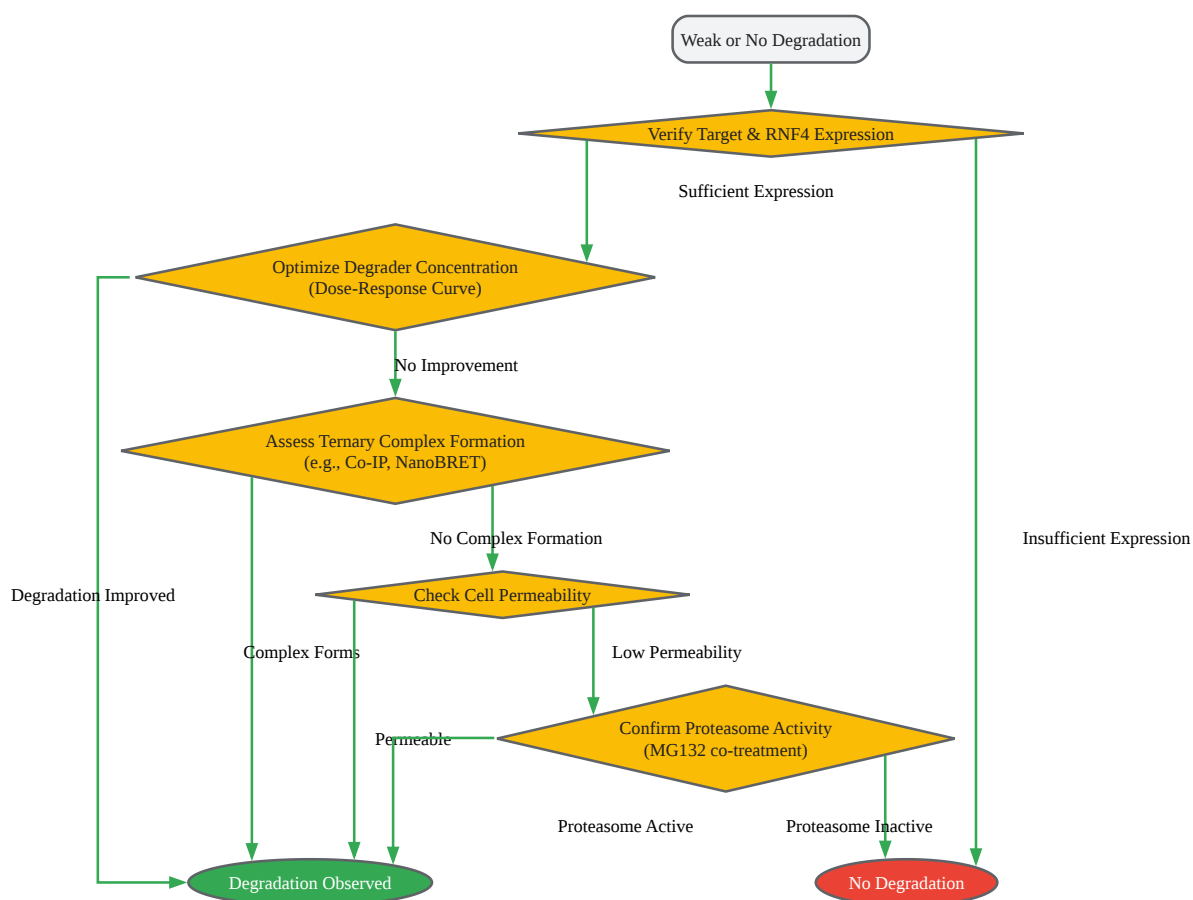 Weak or No Degradation
Verify Target & RNF4 Expression
Sufficient Expression
Optimize Degrader Concentration
(Dose-Response Curve)
No Improvement
Assess Ternary Complex Formation
(e.g., Co-IP, NanoBRET)
No Complex Formation
Insufficient Expression
Degradation Improved
Check Cell Permeability
Complex Forms
Low Permeability
Confirm Proteasome Activity
(MG132 co-treatment)
Permeable
Proteasome Active
Proteasome Inactive
Degradation Observed
No Degradation